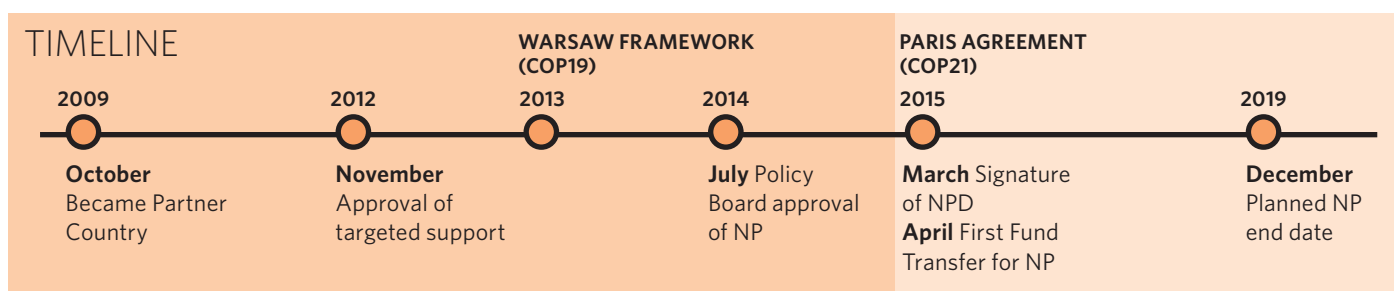 TIMELINE
WARSAW FRAMEWORK
(COP19)
PARIS AGREEMENT
(COP21)
2009
2012
2013
2014
2015
2019
October
Became Partner
Country
November
Approval of
targeted support
July Policy
Board approval
of NP
March Signature
of NPD
April First Fund
Transfer for NP
December
Planned NP
end date